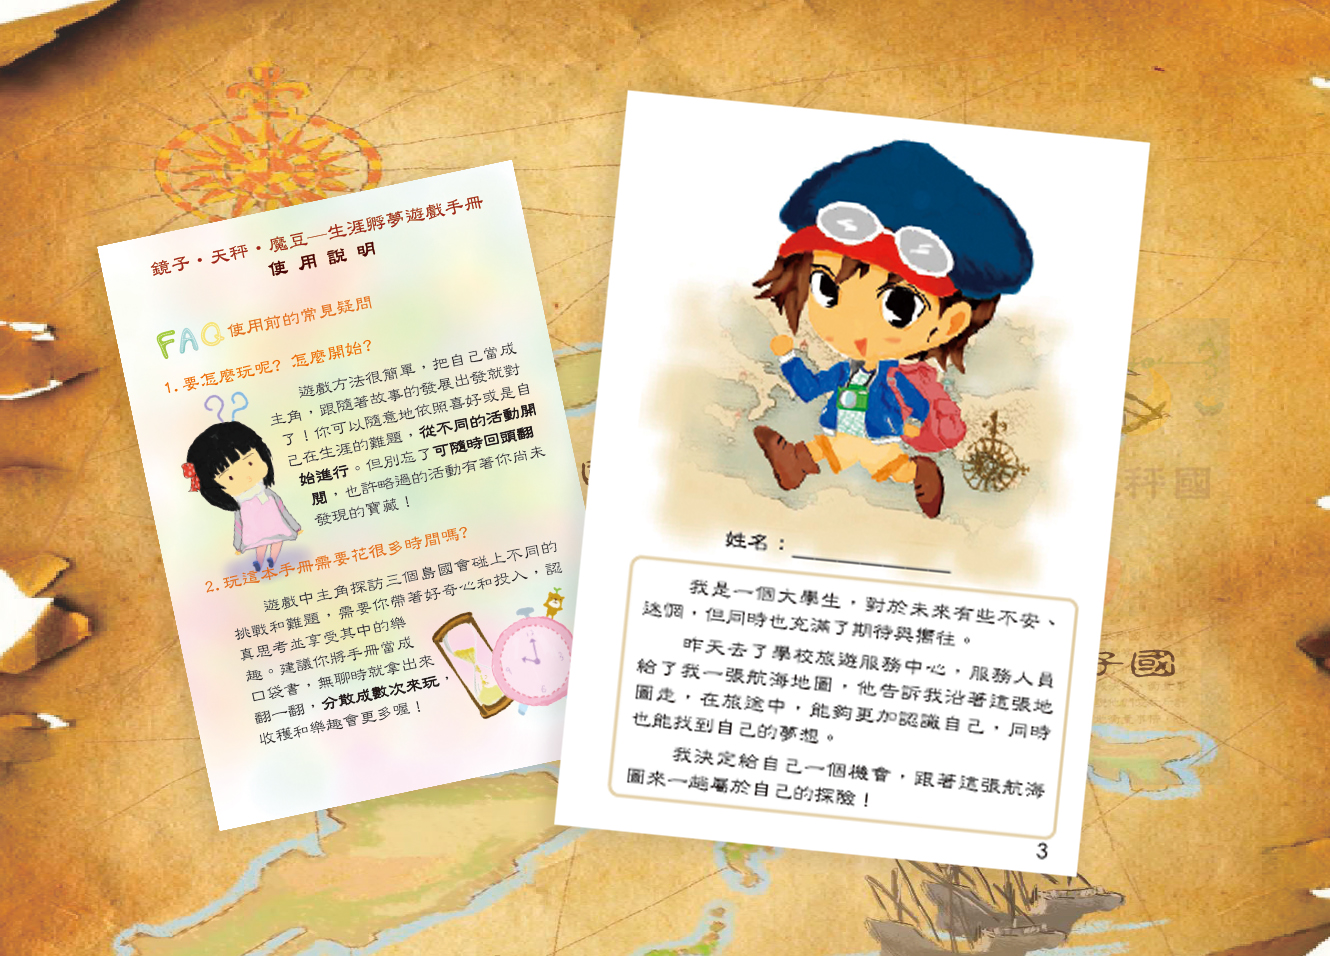 鏡子・天秤・魔豆—生涯孵夢遊戲手冊
使用說明
FAQ使用前的常見疑問
1.要怎麼玩呢？怎麼開始？
遊戲方法很簡單，把自己當成
主角，跟隨著故事的發展出發就對
了！你可以隨意地依照喜好或是自
己在生涯的難題，從不同的活動開
始進行。但別忘了可隨時回頭翻
閱，也許略過的活動有著你尚未
發現的寶藏！
2.玩這本手冊需要花很多時間嗎？
遊戲中主角探訪三個島國會碰上不同的
挑戰和難題，需要你帶著好奇心和投入，認
真思考並享受其中的樂
趣。建議你將手冊當成
口袋書，無聊時就拿出來
翻一翻，分散成數次來玩，
收穫和樂趣會更多喔！
姓名：
我是一個大學生，對於未來有些不安、
迷惘，但同時也充滿了期待與嚮往。
昨天去了學校旅遊服務中心，服務人員
給了我一張航海地圖，他告訴我沿著這張地
圖走，在旅途中，能夠更加認識自己，同時
也能找到自己的夢想。
我決定給自己一個機會，跟著這張航海
圖來一趟屬於自己的探險！
3
秤國
子國